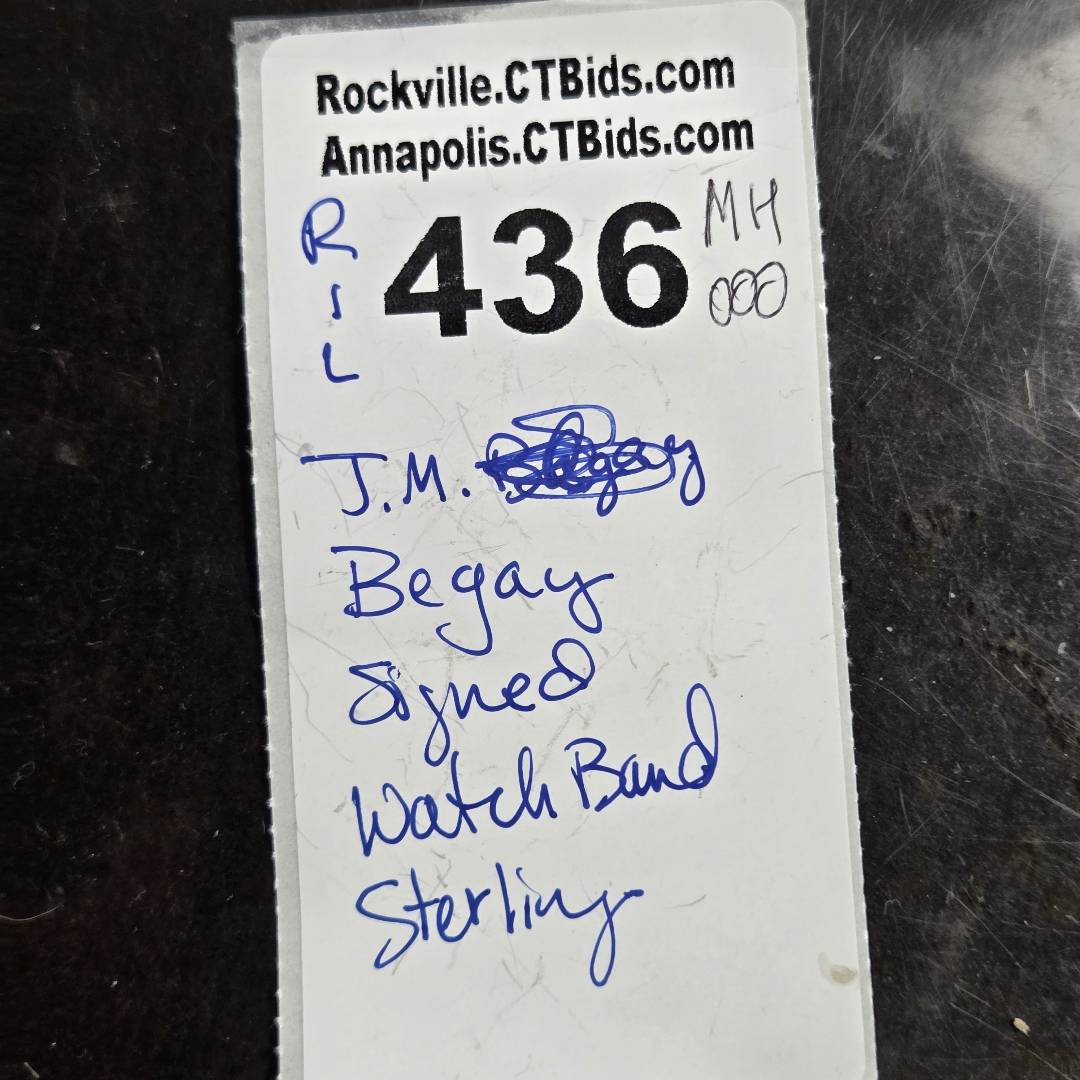 Rockville.CTBids.com
Annapolis.CTBids.com
R I L
436
MH
000
J.M.
Begay
Signed
Watch Band
Sterling